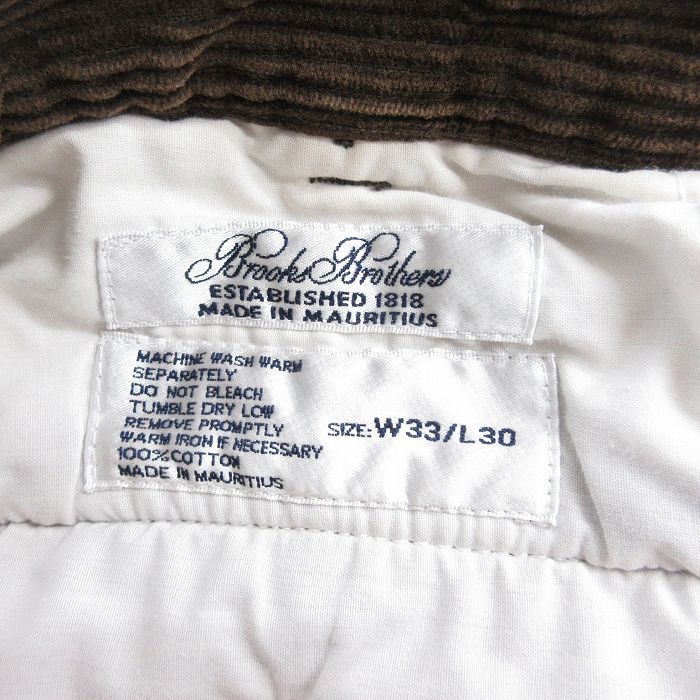 Brooks Brothers
ESTABLISHED 1818
MADE IN MAURITIUS
MACHINE WASH WARM
SEPARATELY
DO NOT BLEACH
TUMBLE DRY LOW
REMOVE PROMPTLY
WARM IRON IF NECESSARY
100% COTTON
MADE IN MAURITIUS
SIZE: W33/L30